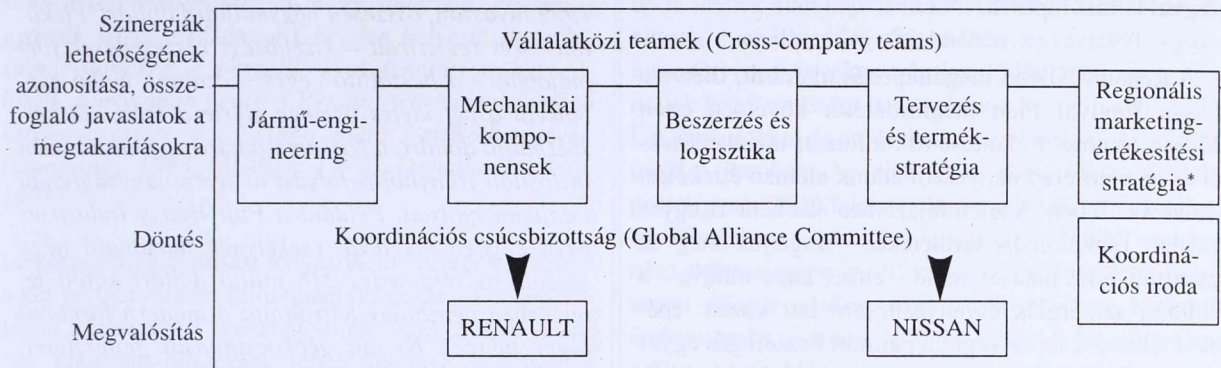 Szinergiák
lehetőségének
azonosítása, össze-
foglaló javaslatok a
megtakarításokra
Vállalatközi teamek (Cross-company teams)
Jármű-engi-
neering
Mechanikai
kompo-
nensek
Beszerzés és
logisztika
Tervezés
és termék-
stratégia
Regionális
marketing-
értékesítési
stratégia*
Döntés
Koordinációs csúcsbizottság (Global Alliance Committee)
Koordiná-
ciós iroda
Megvalósítás
RENAULT
NISSAN